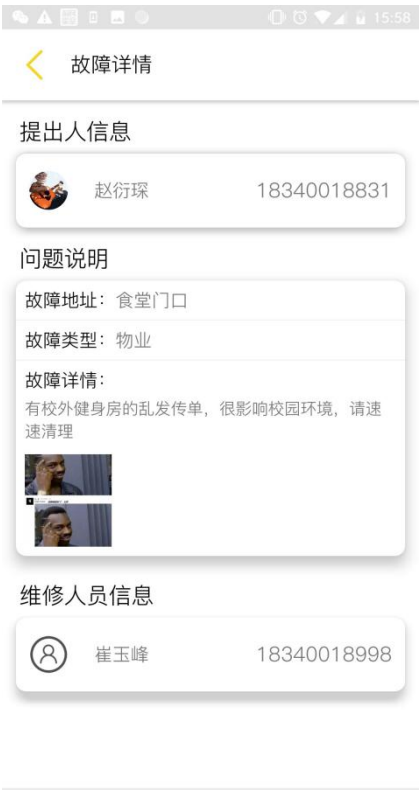 15:58
故障详情
提出人信息
赵衍琛 18340018831
问题说明
故障地址：食堂门口
故障类型：物业
故障详情：
有校外健身房的乱发传单，很影响校园环境，请速
速清理
维修人员信息
崔玉峰 18340018998